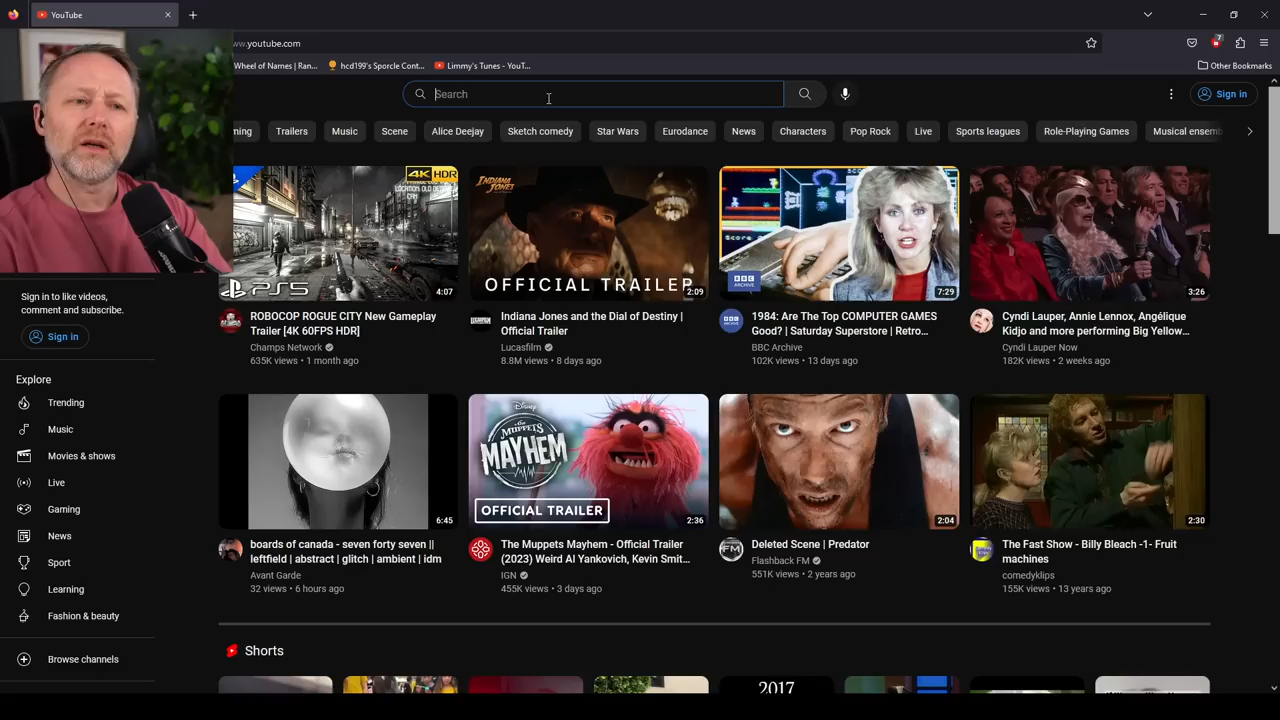 YouTube
ww.youtube.com
Wheel of Names | Ran...
hcd199's Sporcle Cont...
Limmy's Tunes - YouT...
Other Bookmarks
7
Search
Sign in
ming
Trailers
Music
Scene
Alice Deejay
Sketch comedy
Star Wars
Eurodance
News
Characters
Pop Rock
Live
Sports leagues
Role-Playing Games
Musical ensemb
4K HDR
PS5
4:07
INDIANA JONES
OFFICIAL TRAILER
2:09
Score
BBC
ARCHIVE
7:29
3:26
ROBOCOP ROGUE CITY New Gameplay
Trailer [4K 60FPS HDR]
Champs Network
635K views • 1 month ago
Indiana Jones and the Dial of Destiny |
Official Trailer
Lucasfilm
8.8M views • 8 days ago
1984: Are The Top COMPUTER GAMES
Good? | Saturday Superstore | Retro...
BBC Archive
102K views • 13 days ago
Cyndi Lauper, Annie Lennox, Angélique
Kidjo and more performing Big Yellow...
Cyndi Lauper Now
182K views • 2 weeks ago
Sign in to like videos,
comment and subscribe.
Sign in
Explore
Trending
Music
Movies & shows
Live
Gaming
News
Sport
Learning
Fashion & beauty
Browse channels
6:45
Disney
THE
MUPPETS
MAYHEM
OFFICIAL TRAILER
2:36
2:04
2:30
boards of canada - seven forty seven ||
leftfield | abstract | glitch | ambient | idm
Avant Garde
32 views • 6 hours ago
The Muppets Mayhem - Official Trailer
(2023) Weird Al Yankovich, Kevin Smit...
IGN
455K views • 3 days ago
Deleted Scene | Predator
FM
Flashback FM
551K views • 2 years ago
The Fast Show - Billy Bleach -1- Fruit
machines
comedyklips
155K views • 13 years ago
Shorts
2017